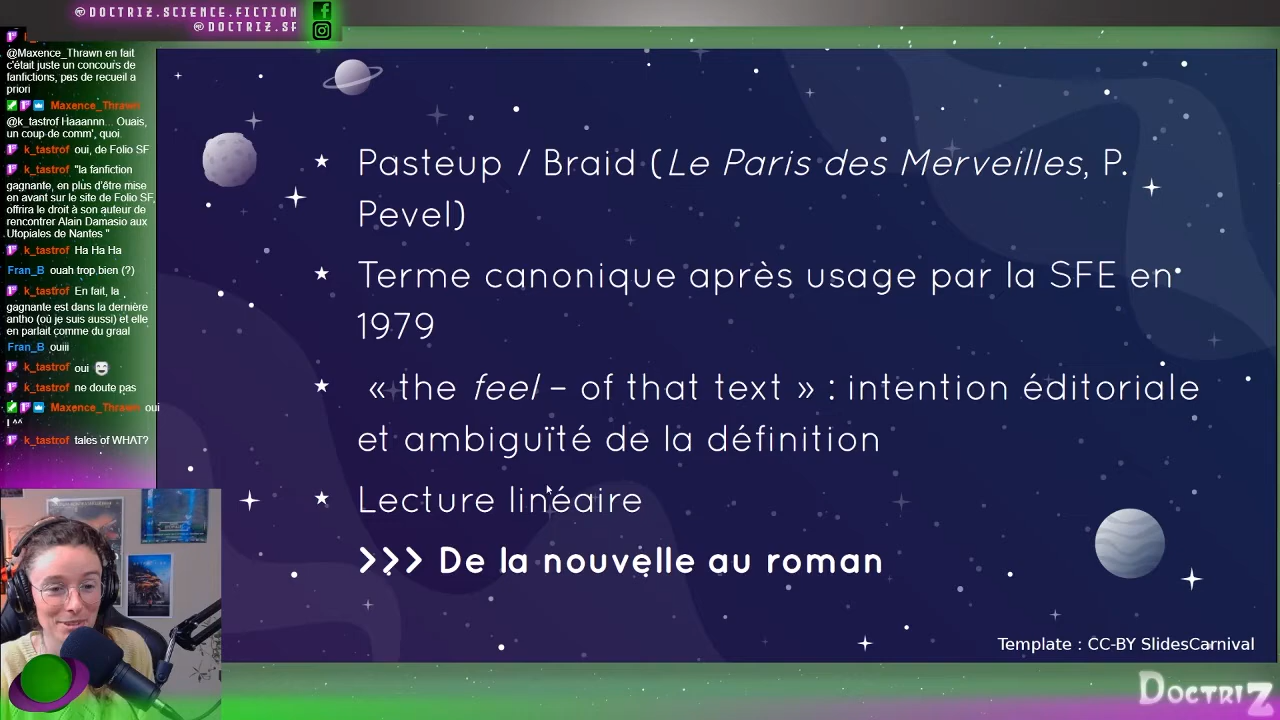 @DOCTRIZ.SCIENCE.FICTION
@DOCTRIZ.SF
@Maxence_Thrawn en fait
c'était juste un concours de
fanfictions, pas de recueil a
priori
Maxence_Thrawn
@k_tastrof Haaannn... Ouais,
un coup de comm', quoi.
k_tastrof oui, de Folio SF
k_tastrof "la fanfiction
gagnante, en plus d'être mise
en avant sur le site de Folio SF,
offrira le droit à son auteur de
rencontrer Alain Damasio aux
Utopiales de Nantes "
k_tastrof Ha Ha Ha
Fran_B ouah trop bien (?)
k_tastrof En fait, la
gagnante est dans la dernière
antho (où je suis aussi) et elle
en parlait comme du graal
Fran_B ouiii
k_tastrof oui
k_tastrof ne doute pas
Maxence_Thrawn oui
! ^^
k_tastrof tales of WHAT?
Pasteup / Braid (Le Paris des Merveilles, P.
Pevel)
Terme canonique après usage par la SFE en
1979
« the feel – of that text » : intention éditoriale
et ambiguïté de la définition
Lecture linéaire
>>> De la nouvelle au roman
Template : CC-BY SlidesCarnival
DOCTRIZ